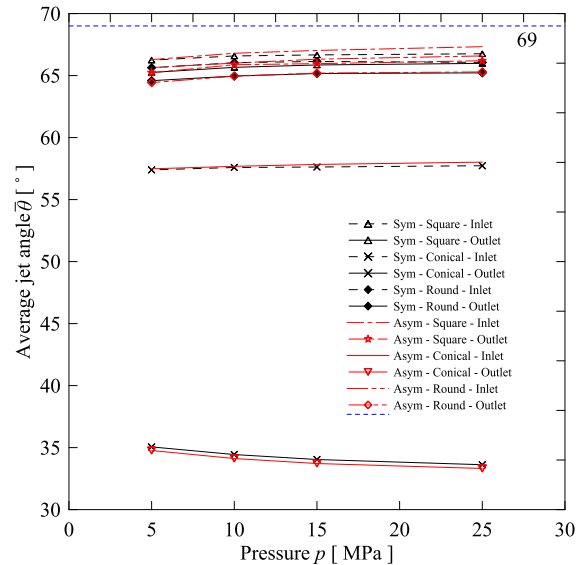 70
69
65
60
55
50
45
40
35
30
Average jet angle θ̅ [ ° ]
Sym - Square - Inlet
Sym - Square - Outlet
Sym - Conical - Inlet
Sym - Conical - Outlet
Sym - Round - Inlet
Sym - Round - Outlet
Asym - Square - Inlet
Asym - Square - Outlet
Asym - Conical - Inlet
Asym - Conical - Outlet
Asym - Round - Inlet
Asym - Round - Outlet
0 5 10 15 20 25 30
Pressure p [ MPa ]